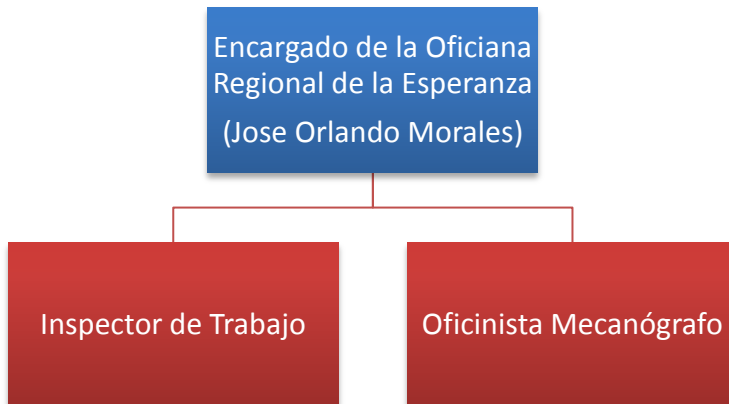 Encargado de la Oficiana
Regional de la Esperanza
(Jose Orlando Morales)
Inspector de Trabajo
Oficinista Mecanógrafo